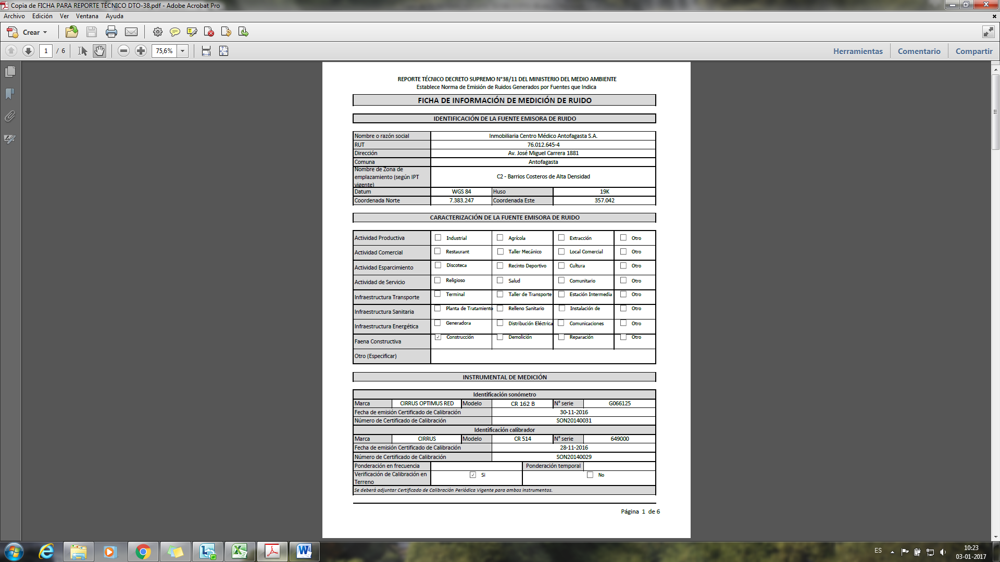 Copia de FICHA PARA REPORTE TÉCNICO DTO-38.pdf - Adobe Acrobat Pro
Archivo Edición Ver Ventana Ayuda
Crear
1 / 6 75,6% Herramientas Comentario Compartir
REPORTE TÉCNICO DECRETO SUPREMO N°38/11 DEL MINISTERIO DEL MEDIO AMBIENTE
Establece Norma de Emisión de Ruidos Generados por Fuentes que Indica
FICHA DE INFORMACIÓN DE MEDICIÓN DE RUIDO
IDENTIFICACIÓN DE LA FUENTE EMISORA DE RUIDO
Nombre o razón social Inmobiliaria Centro Médico Antofagasta S.A.
RUT 76.012.645-4
Dirección Av. José Miguel Carrera 1881
Comuna Antofagasta
Nombre de Zona de
emplazamiento (según IPT C2 - Barrios Costeros de Alta Densidad
vigente)
Datum WGS 84 Huso 19K
Coordenada Norte 7.383.247 Coordenada Este 357.042
CARACTERIZACIÓN DE LA FUENTE EMISORA DE RUIDO
Actividad Productiva Industrial Agrícola Extracción Otro
Actividad Comercial Restaurant Taller Mecánico Local Comercial Otro
Actividad Esparcimiento Discoteca Recinto Deportivo Cultura Otro
Actividad de Servicio Religioso Salud Comunitario Otro
Infraestructura Transporte Terminal Taller de Transporte Estación Intermedia Otro
Infraestructura Sanitaria Planta de Tratamiento Relleno Sanitario Instalación de Otro
Infraestructura Energética Generadora Distribución Eléctrica Comunicaciones Otro
Faena Constructiva ✓ Construcción Demolición Reparación Otro
Otro (Especificar)
INSTRUMENTAL DE MEDICIÓN
Identificación sonómetro
Marca CIRRUS OPTIMUS RED Modelo CR 162 B N° serie G066125
Fecha de emisión Certificado de Calibración 30-11-2016
Número de Certificado de Calibración SON20140031
Identificación calibrador
Marca CIRRUS Modelo CR 514 N° serie 649000
Fecha de emisión Certificado de Calibración 28-11-2016
Número de Certificado de Calibración SON20140029
Ponderación en frecuencia Ponderación temporal
Verificación de Calibración en ✓ Si No
Terreno
Se deberá adjuntar Certificado de Calibración Periódica Vigente para ambos instrumentos.
Página 1 de 6
ES 10:23
03-01-2017